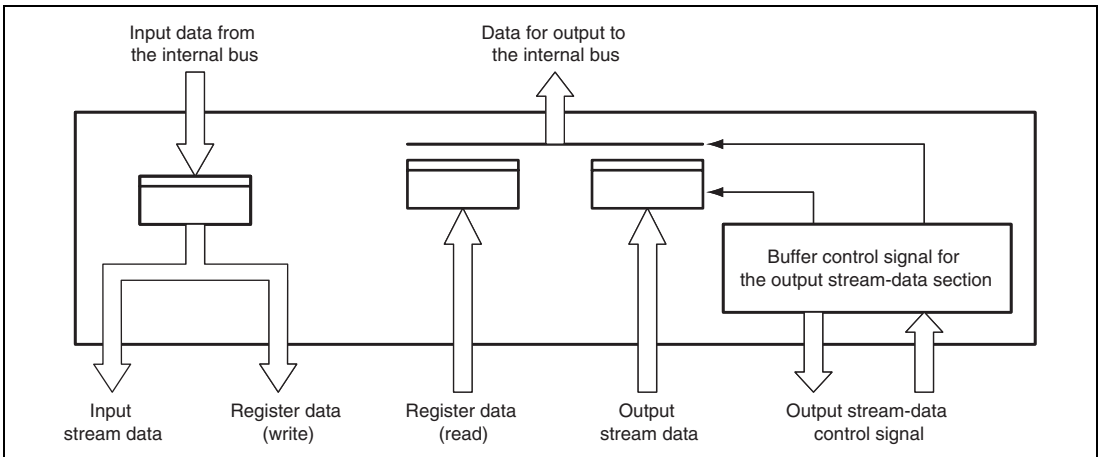 Input data from
the internal bus
Data for output to
the internal bus
Buffer control signal for
the output stream-data section
Input
stream data
Register data
(write)
Register data
(read)
Output
stream data
Output stream-data
control signal